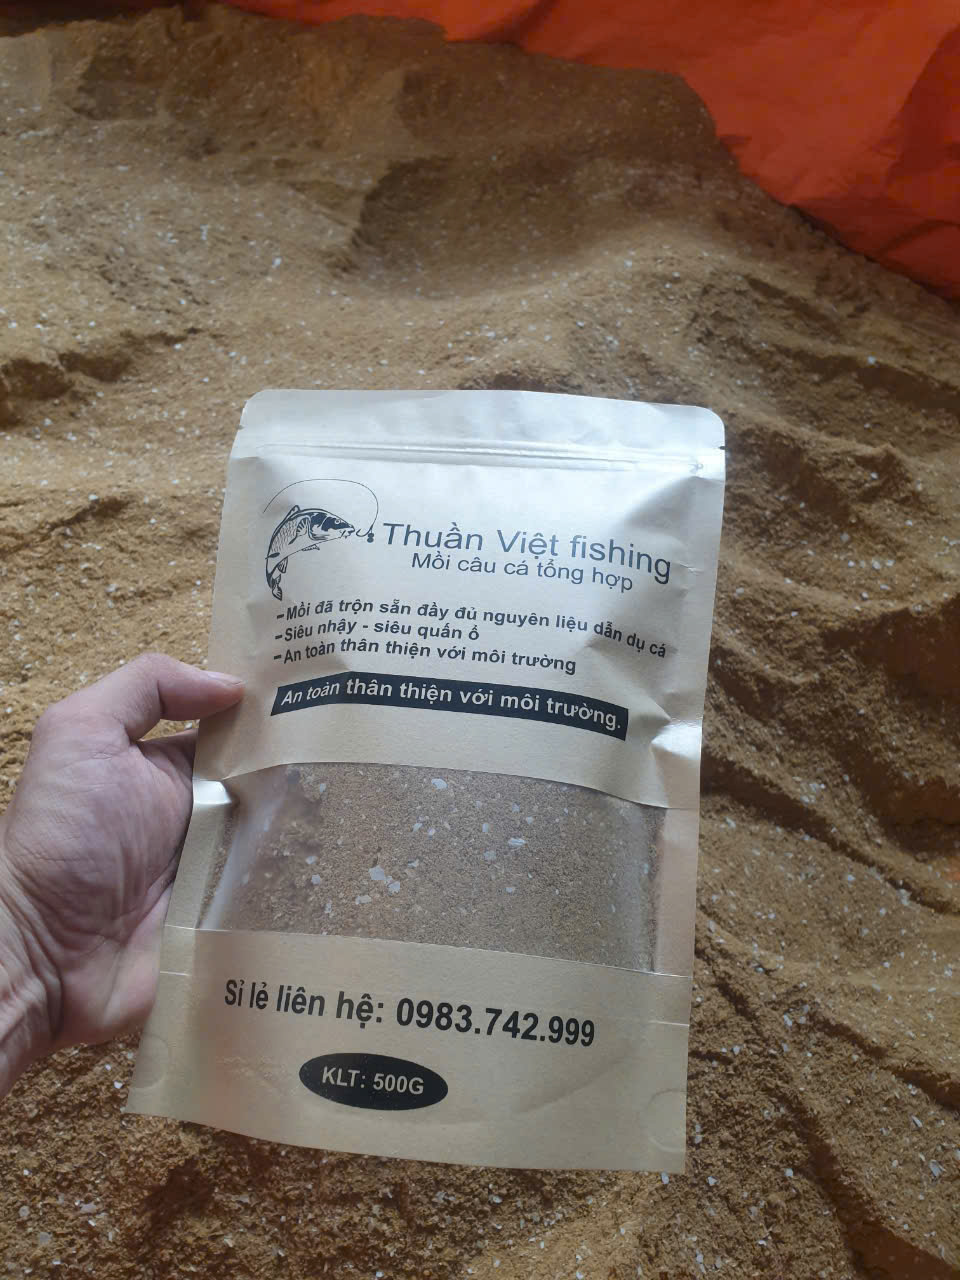 Thuần Việt fishing
Mồi câu cá tổng hợp
-Mồi đã trộn sẵn đầy đủ nguyên liệu dẫn dụ cá
-Siêu nhậy - siêu quấn ổ
-An toàn thân thiện với môi trường
An toàn thân thiện với môi trường.
Sỉ lẻ liên hệ: 0983.742.999
KLT: 500G